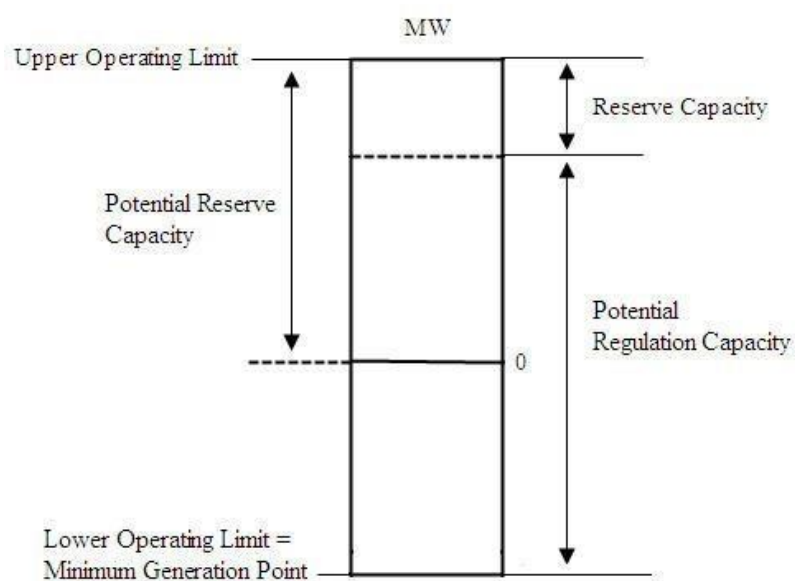 MW
Upper Operating Limit
Reserve Capacity
Potential Reserve
Capacity
Potential
Regulation Capacity
0
Lower Operating Limit =
Minimum Generation Point